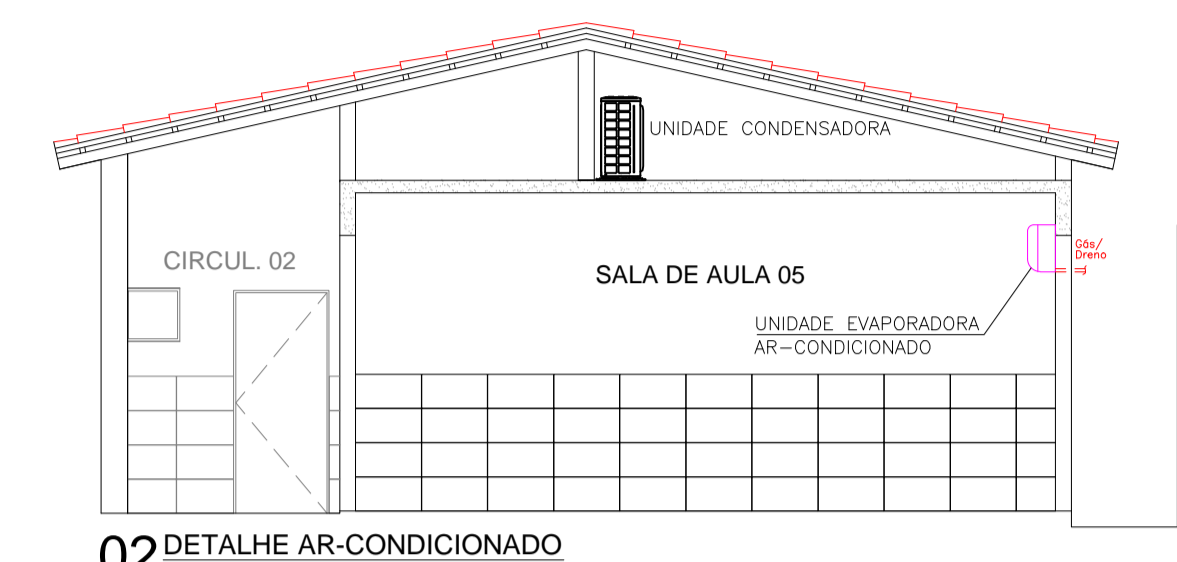 UNIDADE CONDENSADORA
CIRCUL. 02
SALA DE AULA 05
Gás/
Dreno
UNIDADE EVAPORADORA
AR-CONDICIONADO
02 DETALHE AR-CONDICIONADO